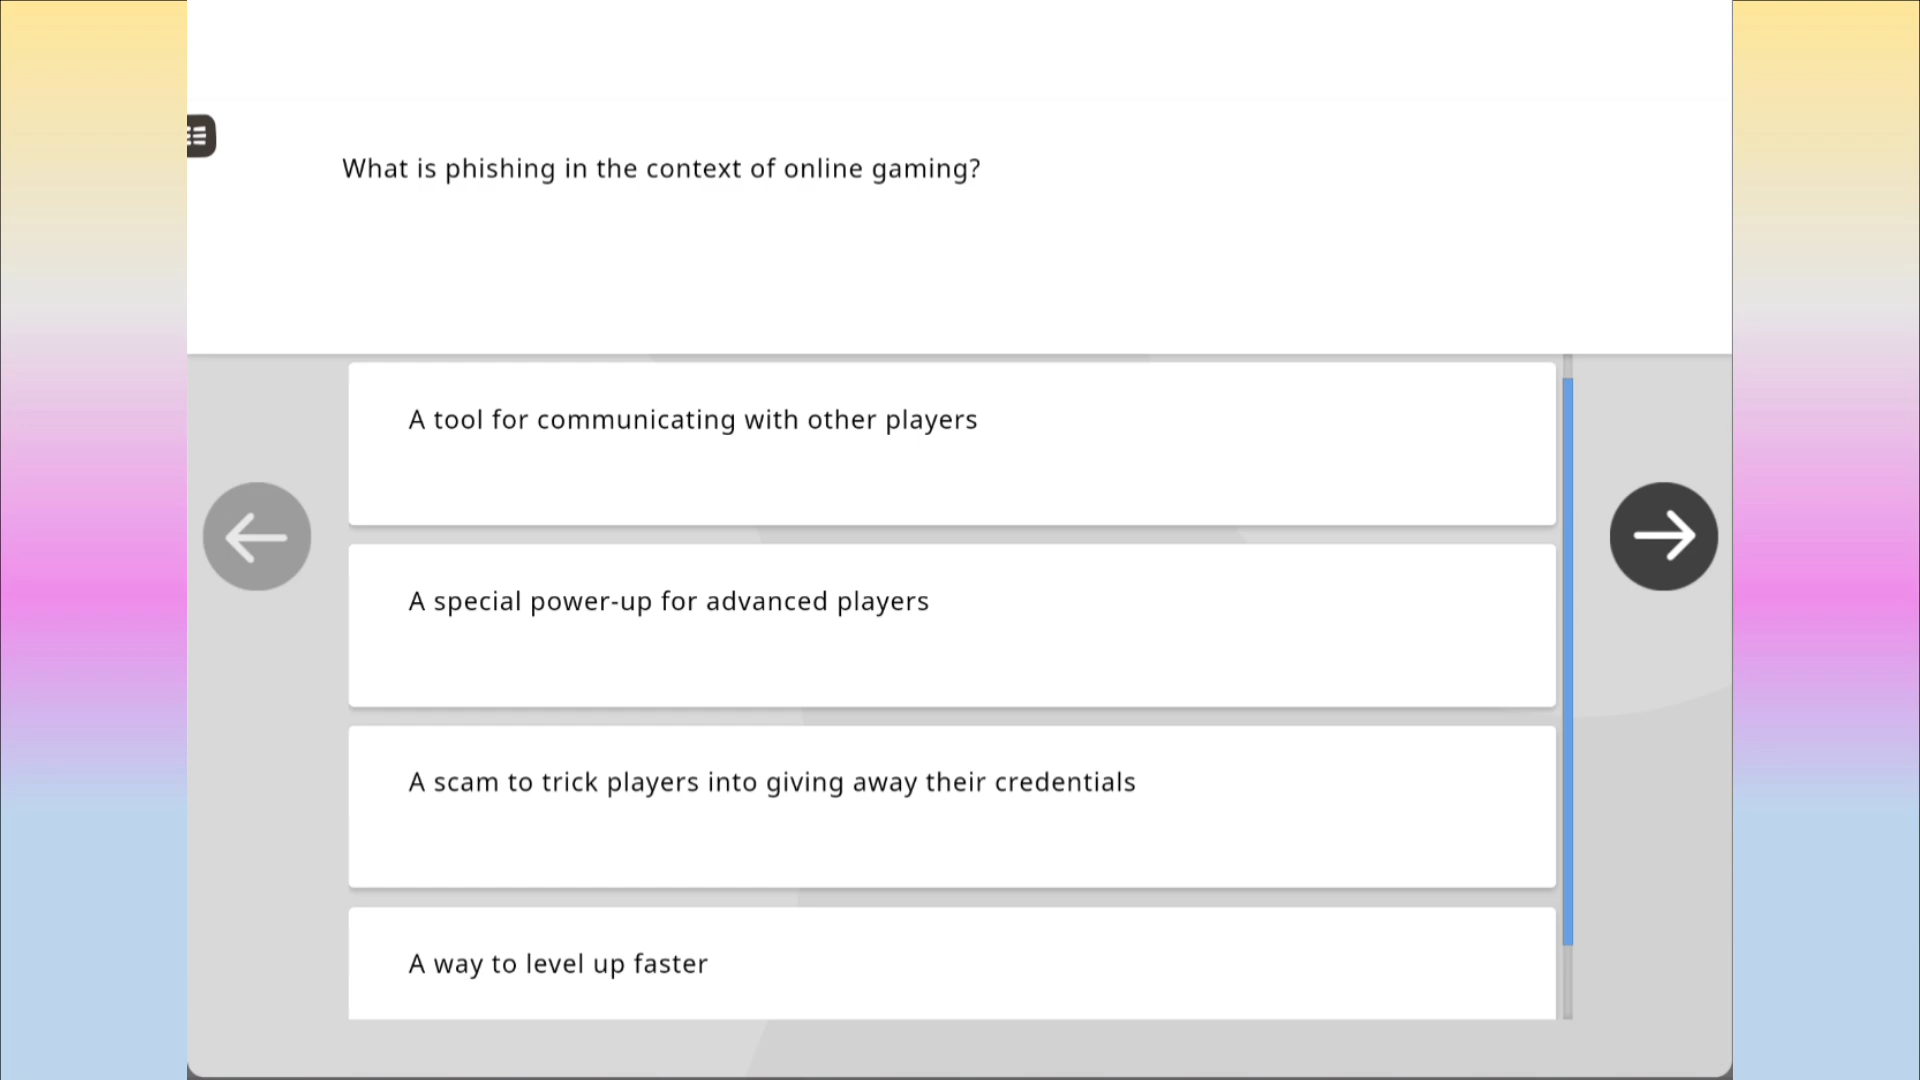 What is phishing in the context of online gaming?
A tool for communicating with other players
A special power-up for advanced players
A scam to trick players into giving away their credentials
A way to level up faster